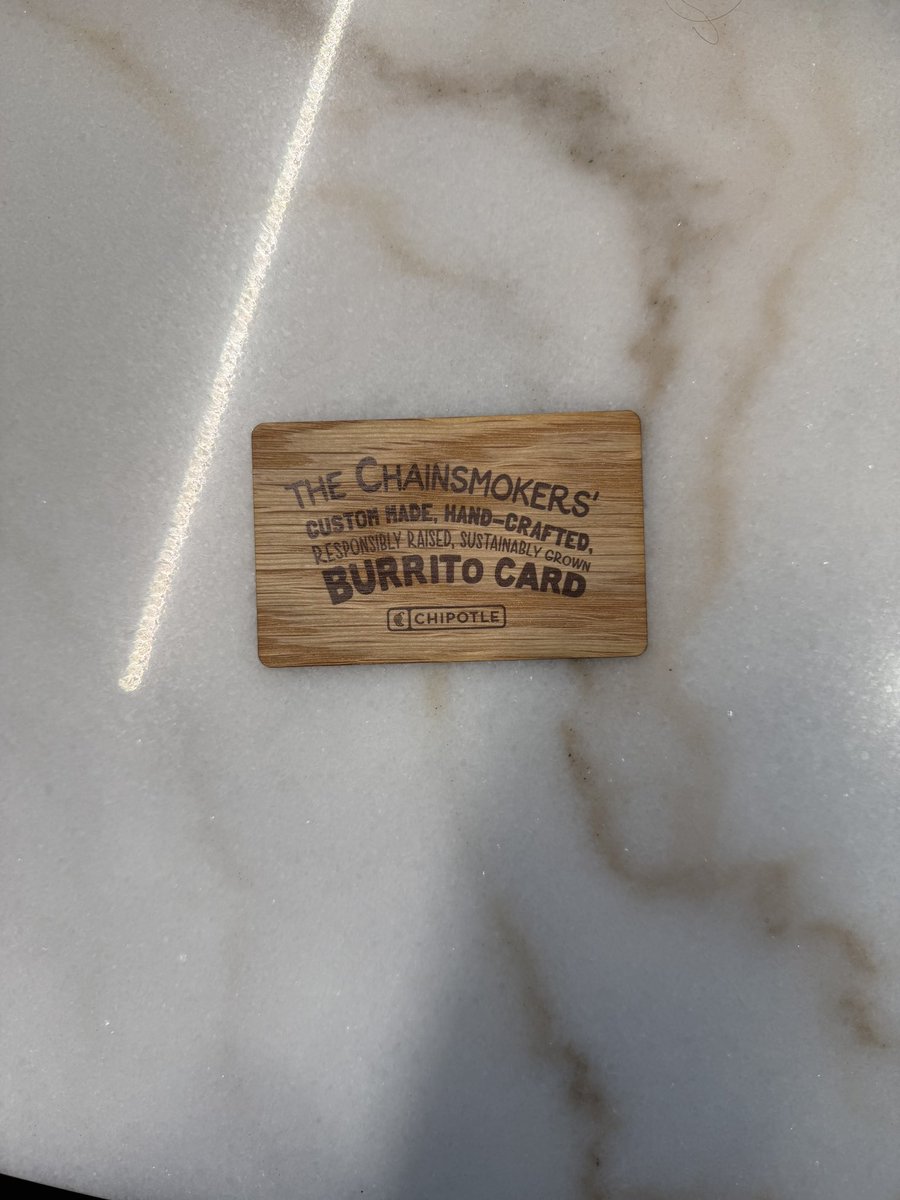 THE CHAINSMOKERS'
CUSTOM MADE, HAND-CRAFTED,
RESPONSIBLY RAISED, SUSTAINABLY GROWN
BURRITO CARD
CHIPOTLE